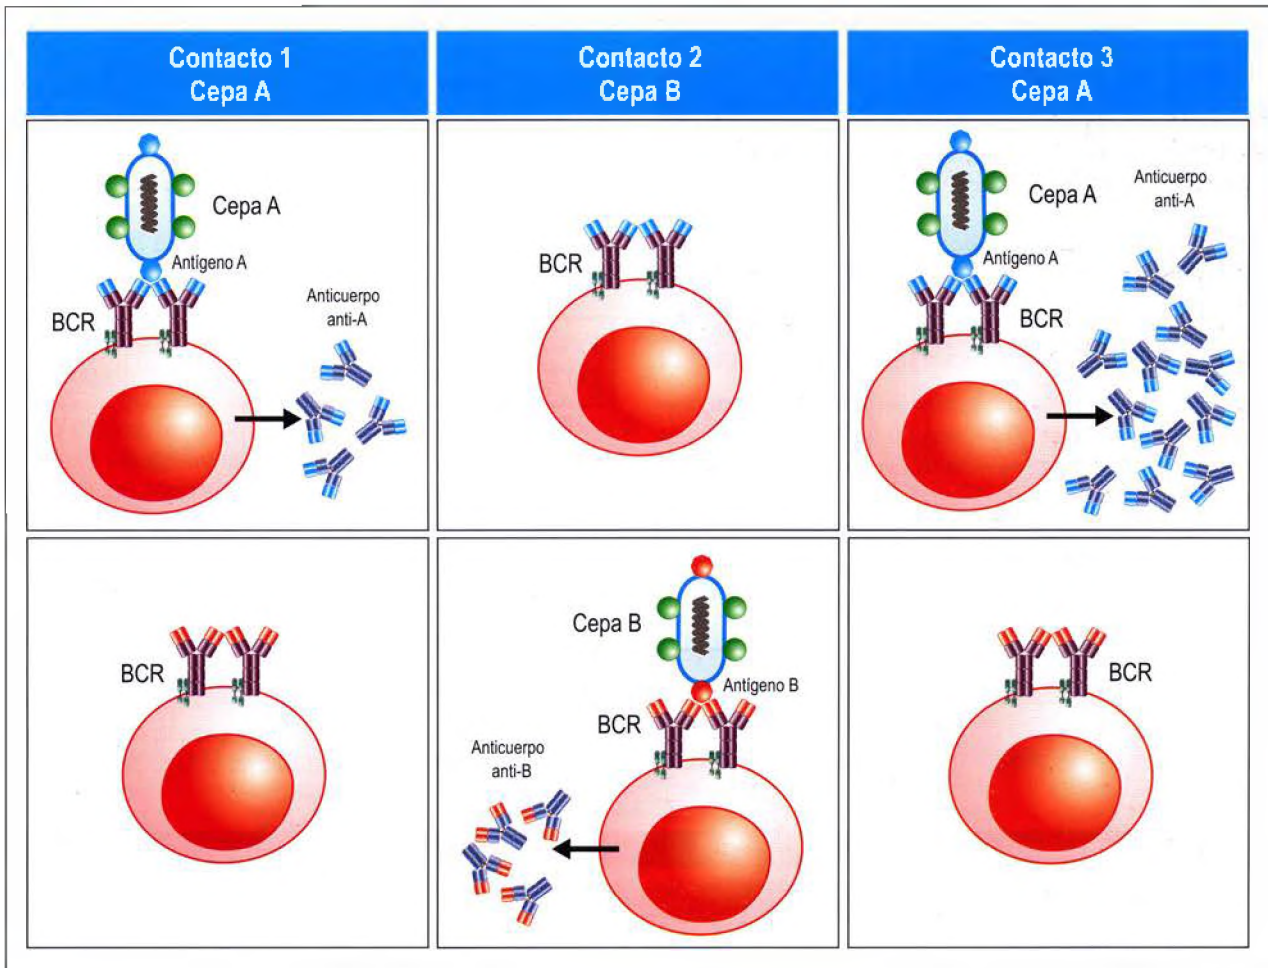 Contacto 1
Cepa A
Contacto 2
Cepa B
Contacto 3
Cepa A
Cepa A
Antígeno A
BCR
Anticuerpo
anti-A
BCR
Cepa A
Antígeno A
BCR
Anticuerpo
anti-A
BCR
Cepa B
Antígeno B
BCR
Anticuerpo
anti-B
BCR